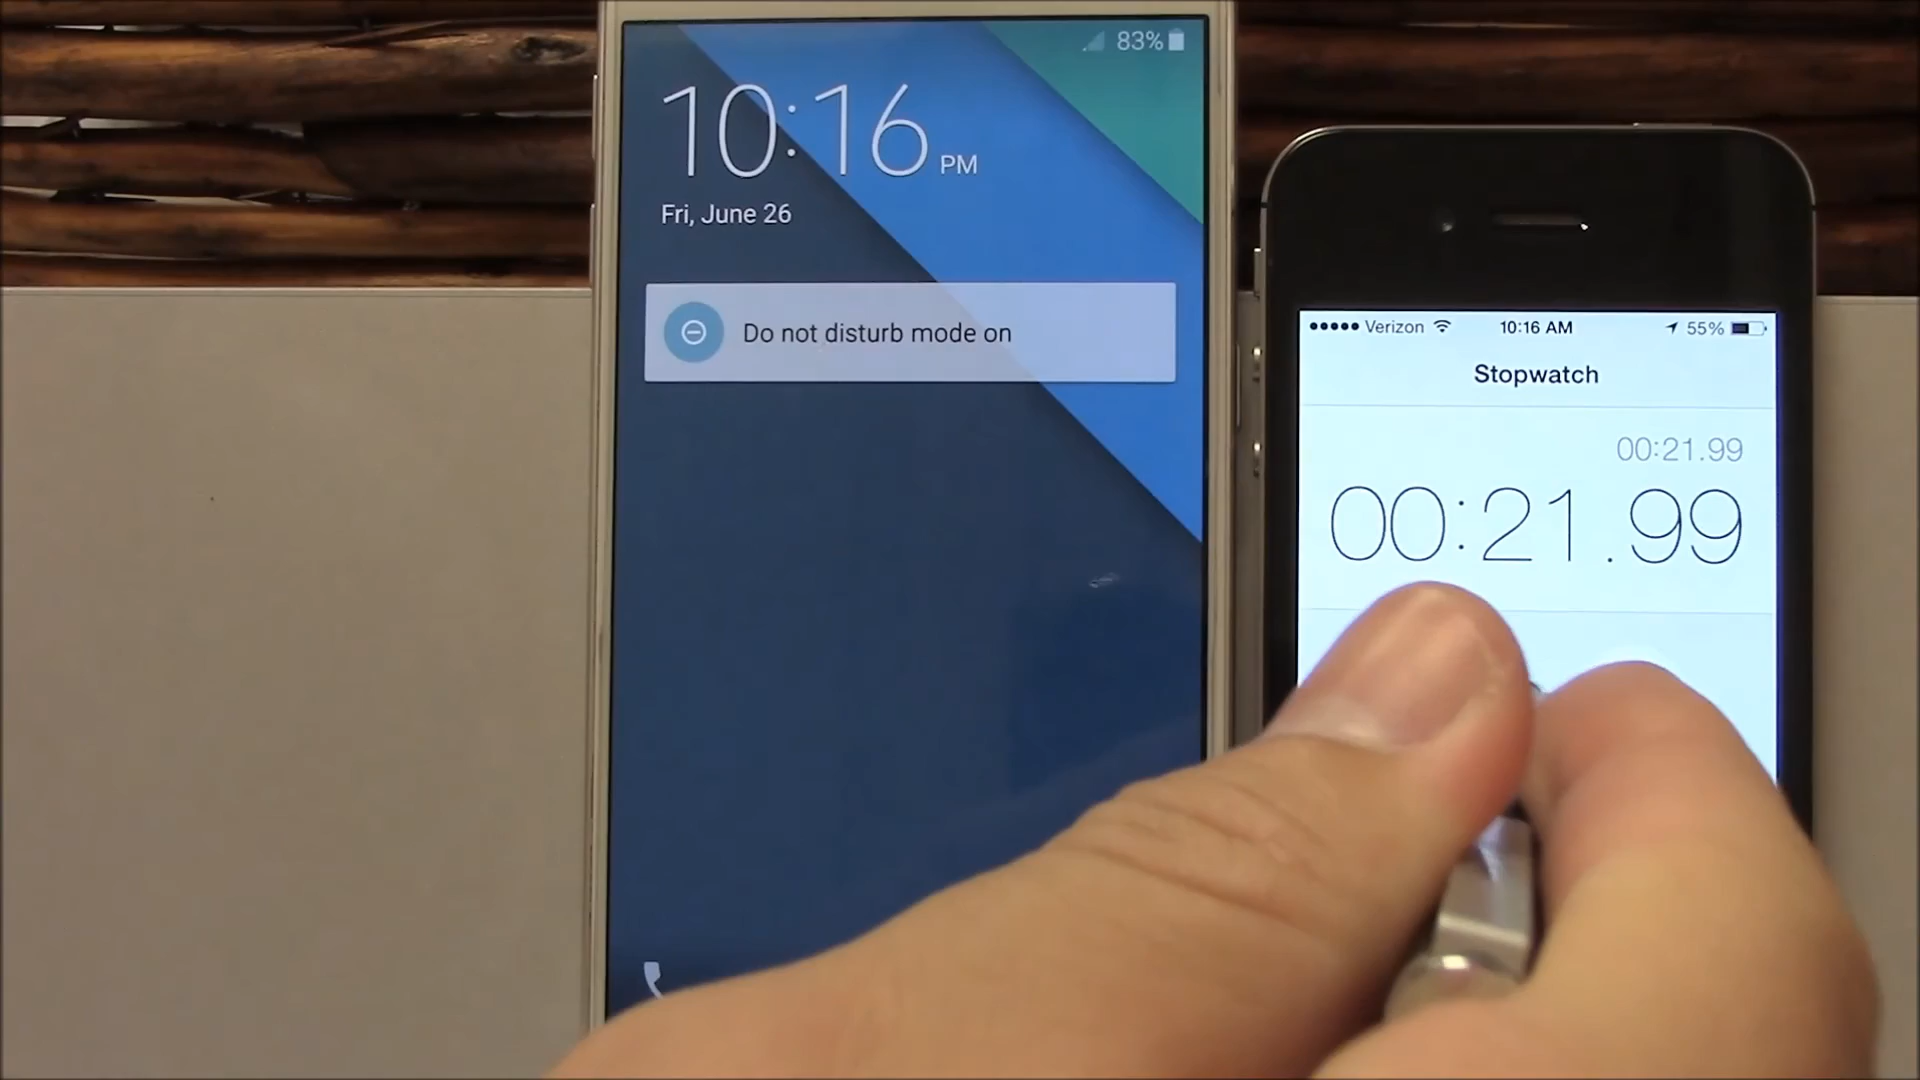 83%
10:16 PM
Fri, June 26
Do not disturb mode on
Verizon 10:16 AM 55%
Stopwatch
00:21.99
00:21.99